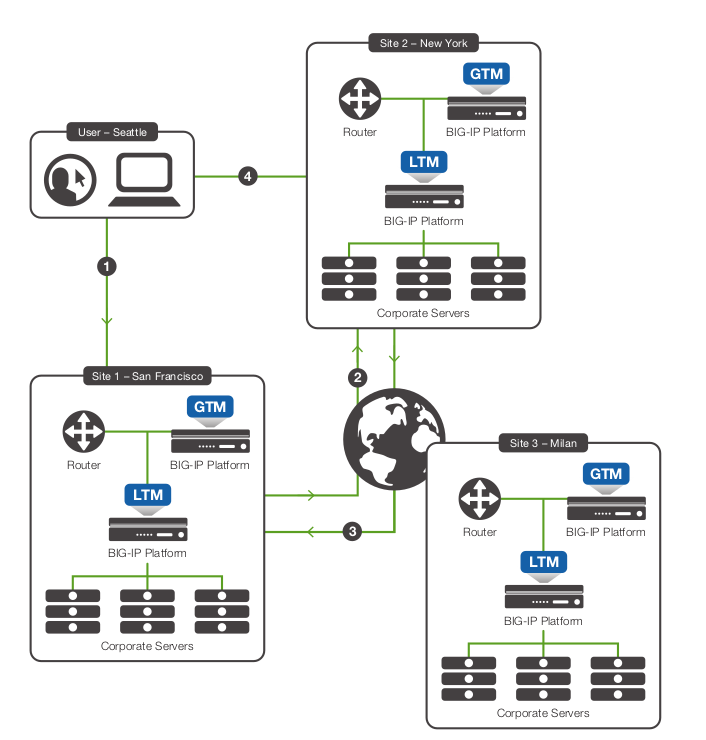 Site 2 – New York
GTM
Router
BIG-IP Platform
LTM
BIG-IP Platform
Corporate Servers
User – Seattle
4
1
2
Site 1 – San Francisco
GTM
Router
BIG-IP Platform
LTM
BIG-IP Platform
Corporate Servers
3
Site 3 – Milan
GTM
Router
BIG-IP Platform
LTM
BIG-IP Platform
Corporate Servers